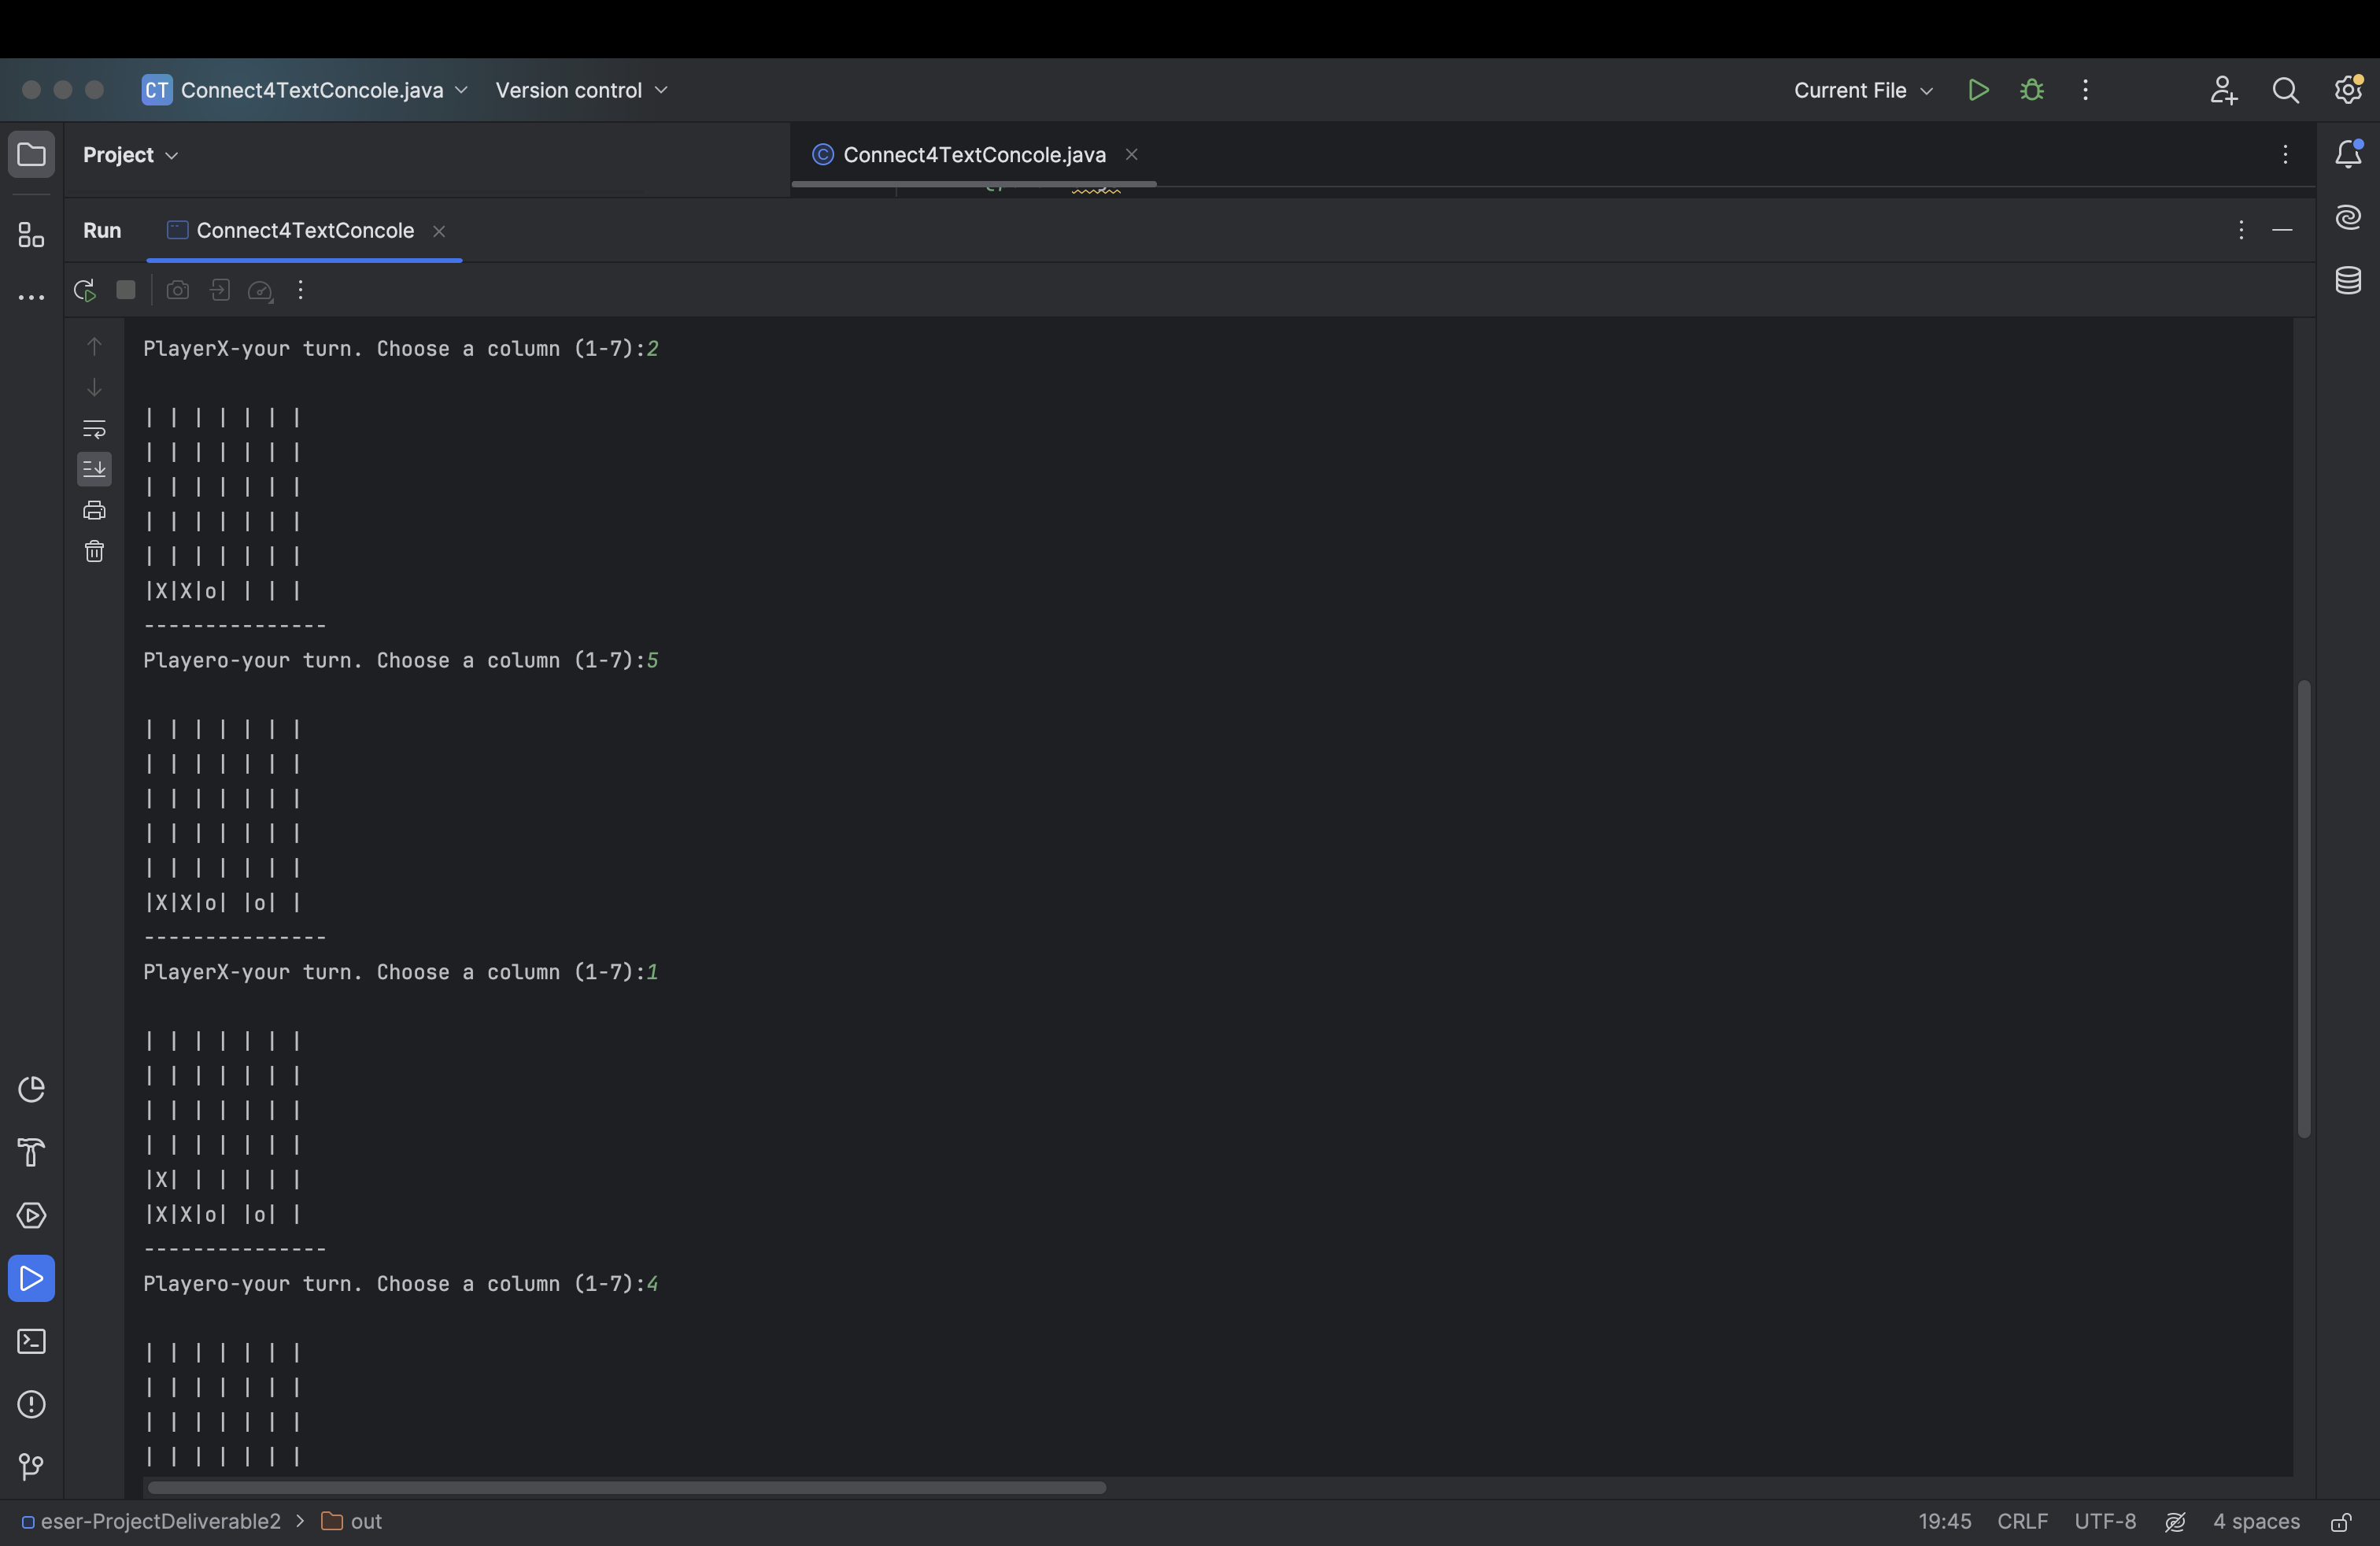 CT Connect4TextConcole.java Version control Current File
Project Connect4TextConcole.java
Run Connect4TextConcole
PlayerX-your turn. Choose a column (1-7):2
| | | | | | |
| | | | | | |
| | | | | | |
| | | | | | |
| | | | | | |
|X|X|o| | | |
---------------
Playero-your turn. Choose a column (1-7):5
| | | | | | |
| | | | | | |
| | | | | | |
| | | | | | |
| | | | | | |
|X|X|o| |o| |
---------------
PlayerX-your turn. Choose a column (1-7):1
| | | | | | |
| | | | | | |
| | | | | | |
| | | | | | |
|X| | | | | |
|X|X|o| |o| |
---------------
Playero-your turn. Choose a column (1-7):4
| | | | | | |
| | | | | | |
| | | | | | |
| | | | | | |
eser-ProjectDeliverable2 > out 19:45 CRLF UTF-8 4 spaces